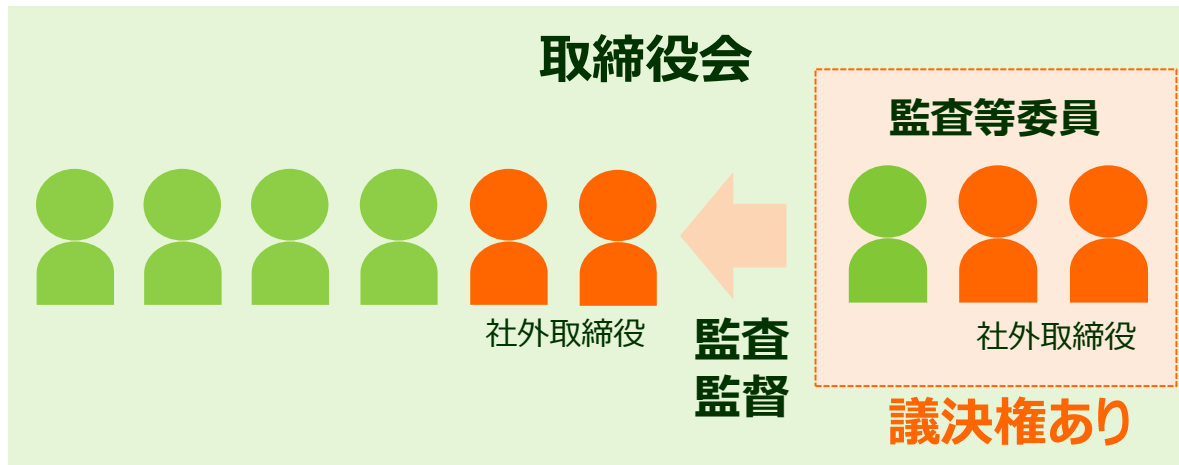 取締役会
監査等委員
社外取締役
監査
監督
社外取締役
議決権あり